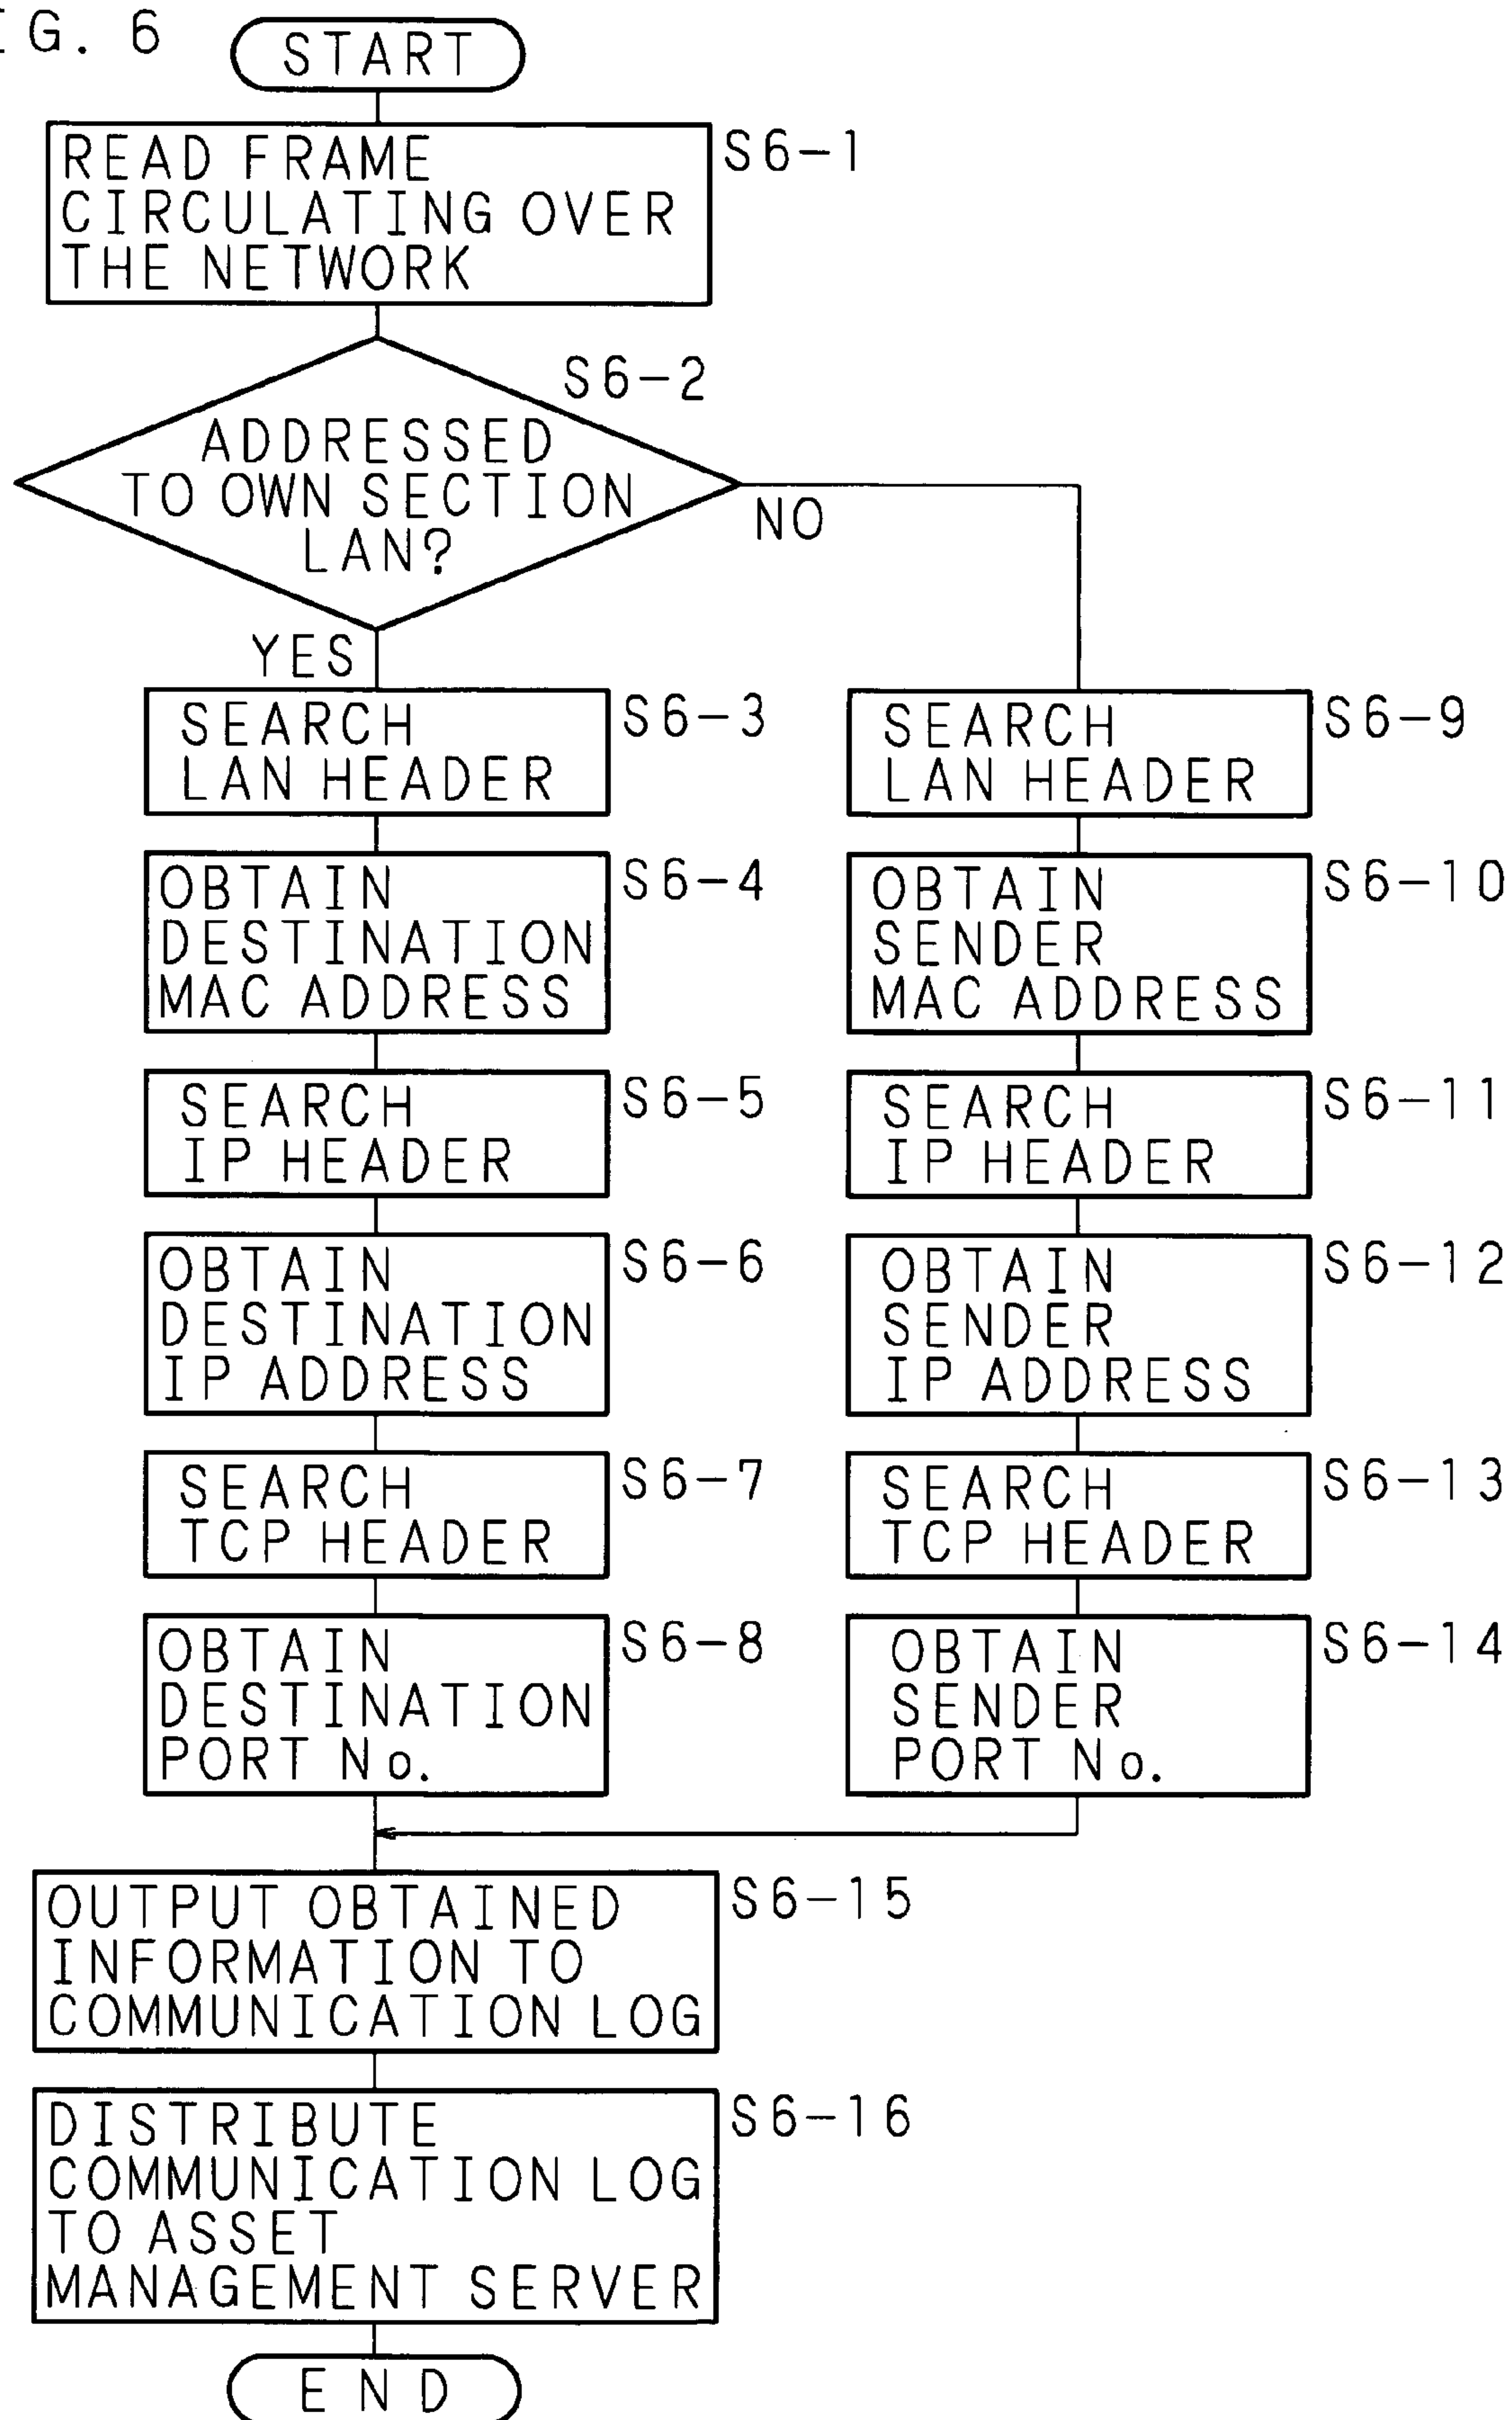 IG. 6
START
READ FRAME
CIRCULATING OVER
THE NETWORK
S6-1
S6-2
ADDRESSED
TO OWN SECTION
LAN?
NO
YES
SEARCH
LAN HEADER
S6-3
OBTAIN
DESTINATION
MAC ADDRESS
S6-4
SEARCH
IP HEADER
S6-5
OBTAIN
DESTINATION
IP ADDRESS
S6-6
SEARCH
TCP HEADER
S6-7
OBTAIN
DESTINATION
PORT No.
S6-8
SEARCH
LAN HEADER
S6-9
OBTAIN
SENDER
MAC ADDRESS
S6-10
SEARCH
IP HEADER
S6-11
OBTAIN
SENDER
IP ADDRESS
S6-12
SEARCH
TCP HEADER
S6-13
OBTAIN
SENDER
PORT No.
S6-14
OUTPUT OBTAINED
INFORMATION TO
COMMUNICATION LOG
S6-15
DISTRIBUTE
COMMUNICATION LOG
TO ASSET
MANAGEMENT SERVER
S6-16
END